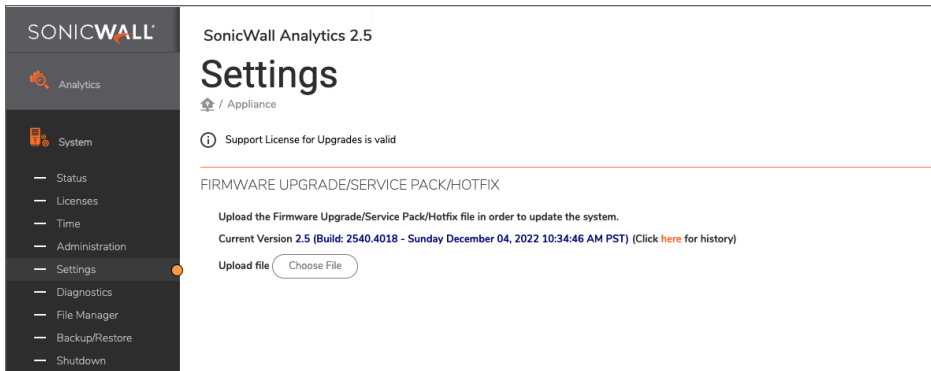 SONICWALL
Analytics
System
Status
Licenses
Time
Administration
Settings
Diagnostics
File Manager
Backup/Restore
Shutdown
SonicWall Analytics 2.5
Settings
/ Appliance
Support License for Upgrades is valid
FIRMWARE UPGRADE/SERVICE PACK/HOTFIX
Upload the Firmware Upgrade/Service Pack/Hotfix file in order to update the system.
Current Version 2.5 (Build: 2540.4018 - Sunday December 04, 2022 10:34:46 AM PST) (Click here for history)
Upload file Choose File